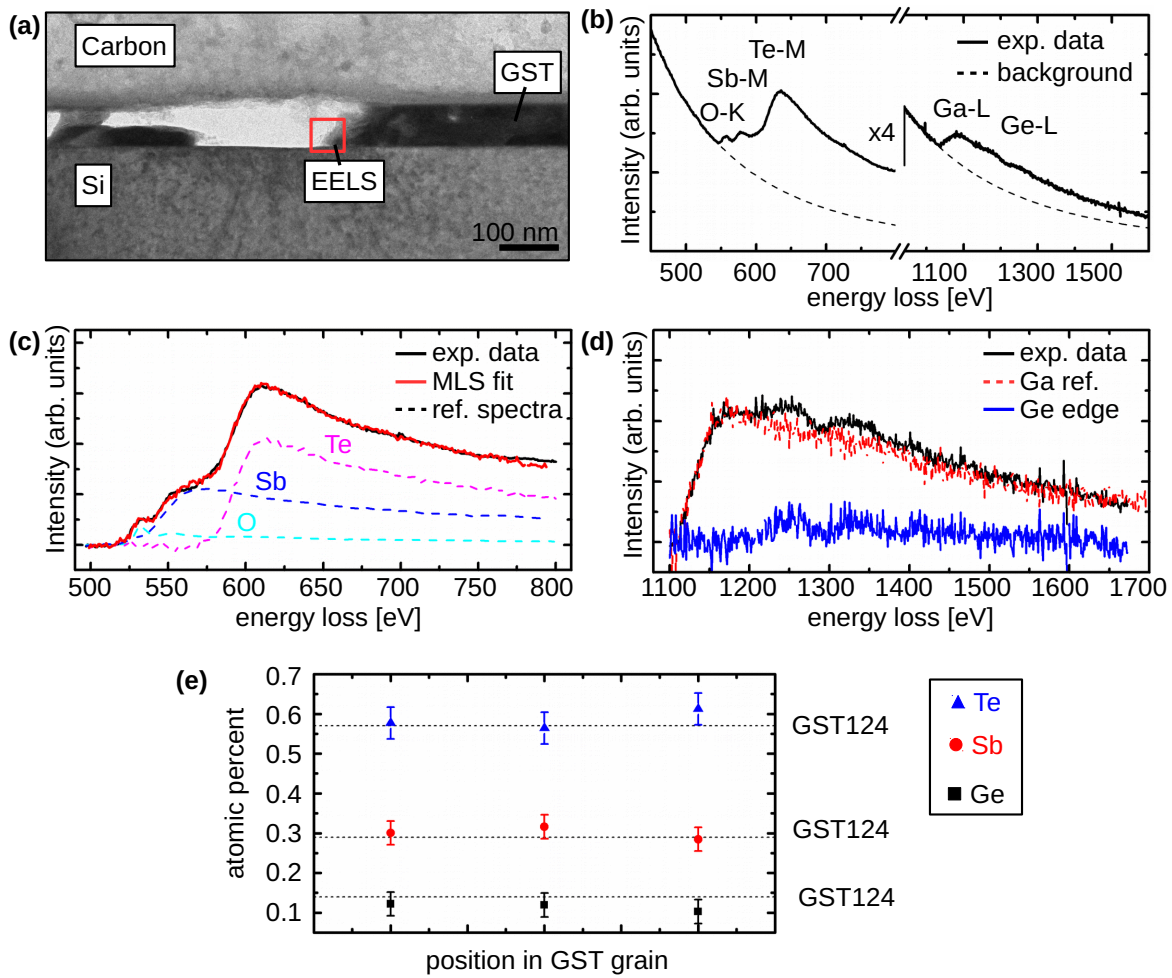 (a)
Carbon
GST
EELS
Si
100 nm
(b)
Intensity (arb. units)
O-K
Sb-M
Te-M
x4
Ga-L
Ge-L
exp. data
background
500 600 700 1100 1300 1500
energy loss [eV]
(c)
Intensity (arb. units)
exp. data
MLS fit
ref. spectra
Te
Sb
O
500 550 600 650 700 750 800
energy loss [eV]
(d)
Intensity (arb. units)
exp. data
Ga ref.
Ge edge
1100 1200 1300 1400 1500 1600 1700
energy loss [eV]
(e)
atomic percent
0.7
0.6
0.5
0.4
0.3
0.2
0.1
GST124
GST124
GST124
position in GST grain
Te
Sb
Ge